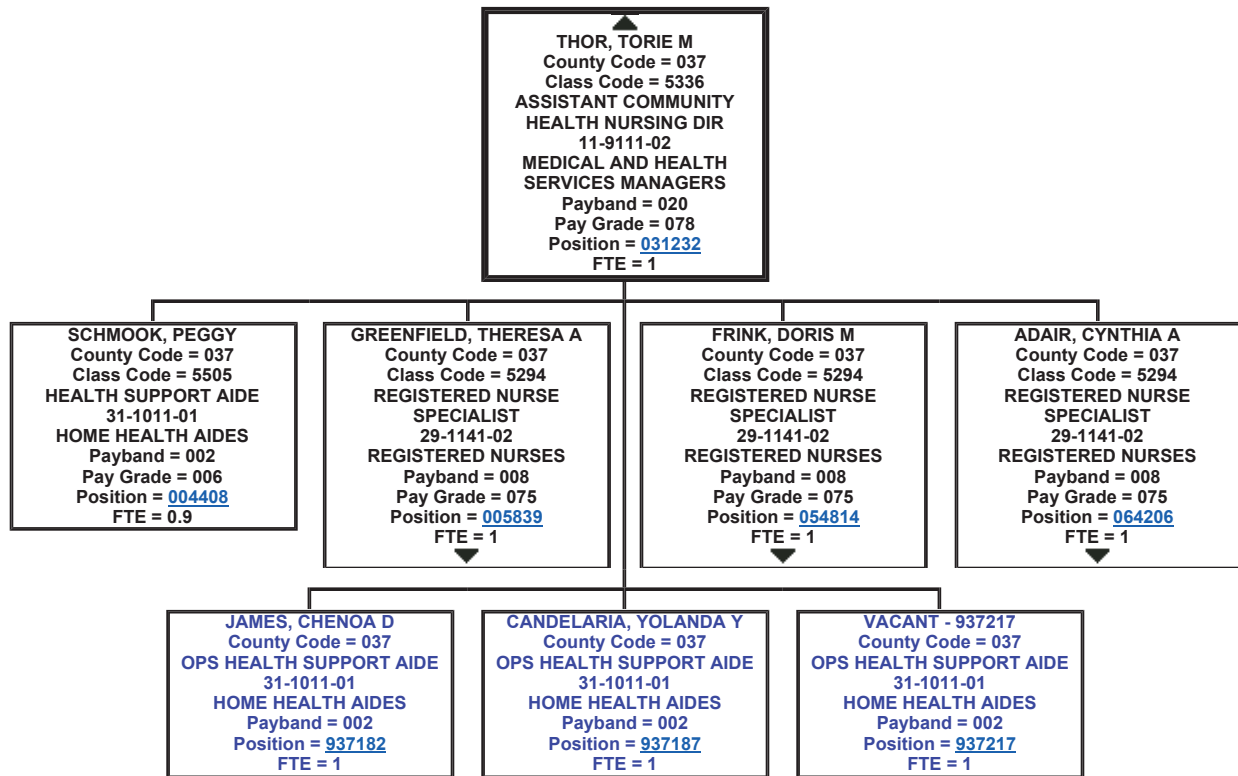 THOR, TORIE M
County Code = 037
Class Code = 5336
ASSISTANT COMMUNITY
HEALTH NURSING DIR
11-9111-02
MEDICAL AND HEALTH
SERVICES MANAGERS
Payband = 020
Pay Grade = 078
Position = 031232
FTE = 1
SCHMOOK, PEGGY
County Code = 037
Class Code = 5505
HEALTH SUPPORT AIDE
31-1011-01
HOME HEALTH AIDES
Payband = 002
Pay Grade = 006
Position = 004408
FTE = 0.9
GREENFIELD, THERESA A
County Code = 037
Class Code = 5294
REGISTERED NURSE
SPECIALIST
29-1141-02
REGISTERED NURSES
Payband = 008
Pay Grade = 075
Position = 005839
FTE = 1
FRINK, DORIS M
County Code = 037
Class Code = 5294
REGISTERED NURSE
SPECIALIST
29-1141-02
REGISTERED NURSES
Payband = 008
Pay Grade = 075
Position = 054814
FTE = 1
ADAIR, CYNTHIA A
County Code = 037
Class Code = 5294
REGISTERED NURSE
SPECIALIST
29-1141-02
REGISTERED NURSES
Payband = 008
Pay Grade = 075
Position = 064206
FTE = 1
JAMES, CHENOA D
County Code = 037
OPS HEALTH SUPPORT AIDE
31-1011-01
HOME HEALTH AIDES
Payband = 002
Position = 937182
FTE = 1
CANDELARIA, YOLANDA Y
County Code = 037
OPS HEALTH SUPPORT AIDE
31-1011-01
HOME HEALTH AIDES
Payband = 002
Position = 937187
FTE = 1
VACANT - 937217
County Code = 037
OPS HEALTH SUPPORT AIDE
31-1011-01
HOME HEALTH AIDES
Payband = 002
Position = 937217
FTE = 1